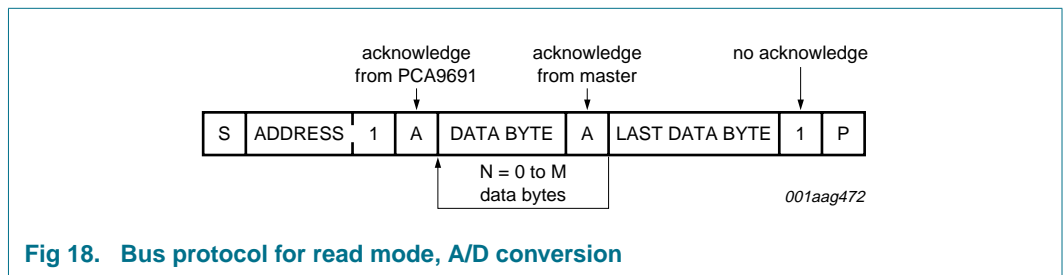 acknowledge
from PCA9691
acknowledge
from master
no acknowledge
S ADDRESS 1 A DATA BYTE A LAST DATA BYTE 1 P
N = 0 to M
data bytes
001aag472
Fig 18. Bus protocol for read mode, A/D conversion